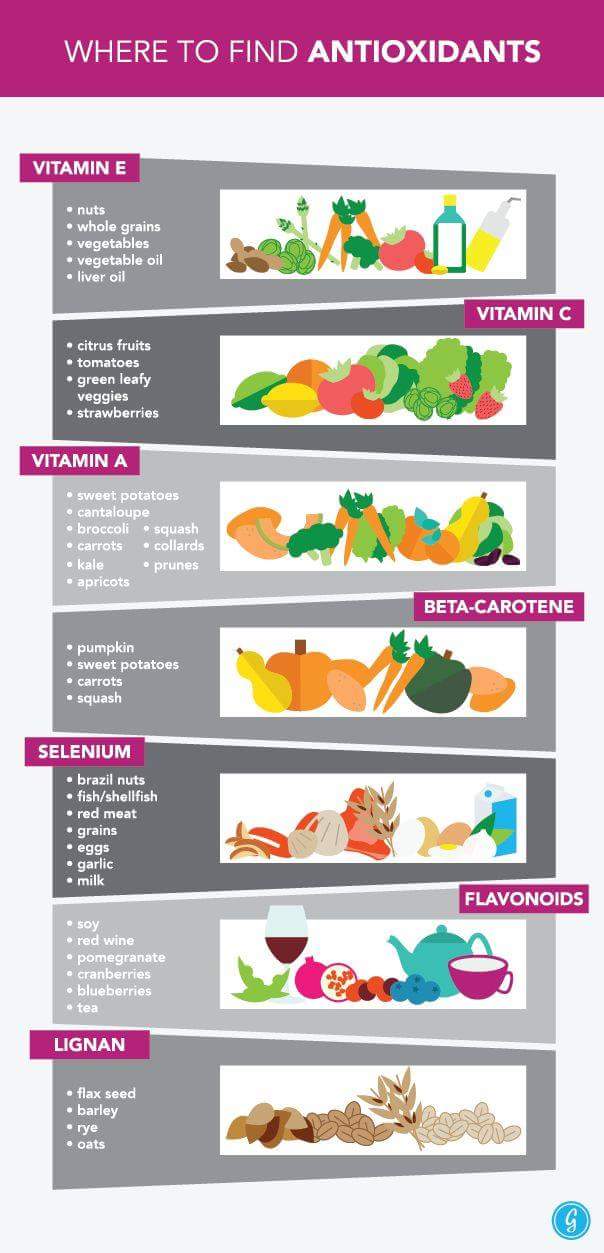 WHERE TO FIND ANTIOXIDANTS
VITAMIN E
• nuts
• whole grains
• vegetables
• vegetable oil
• liver oil
VITAMIN C
• citrus fruits
• tomatoes
• green leafy
veggies
• strawberries
VITAMIN A
• sweet potatoes
• cantaloupe
• broccoli • squash
• carrots • collards
• kale • prunes
• apricots
BETA-CAROTENE
• pumpkin
• sweet potatoes
• carrots
• squash
SELENIUM
• brazil nuts
• fish/shellfish
• red meat
• grains
• eggs
• garlic
• milk
FLAVONOIDS
• soy
• red wine
• pomegranate
• cranberries
• blueberries
• tea
LIGNAN
• flax seed
• barley
• rye
• oats
G